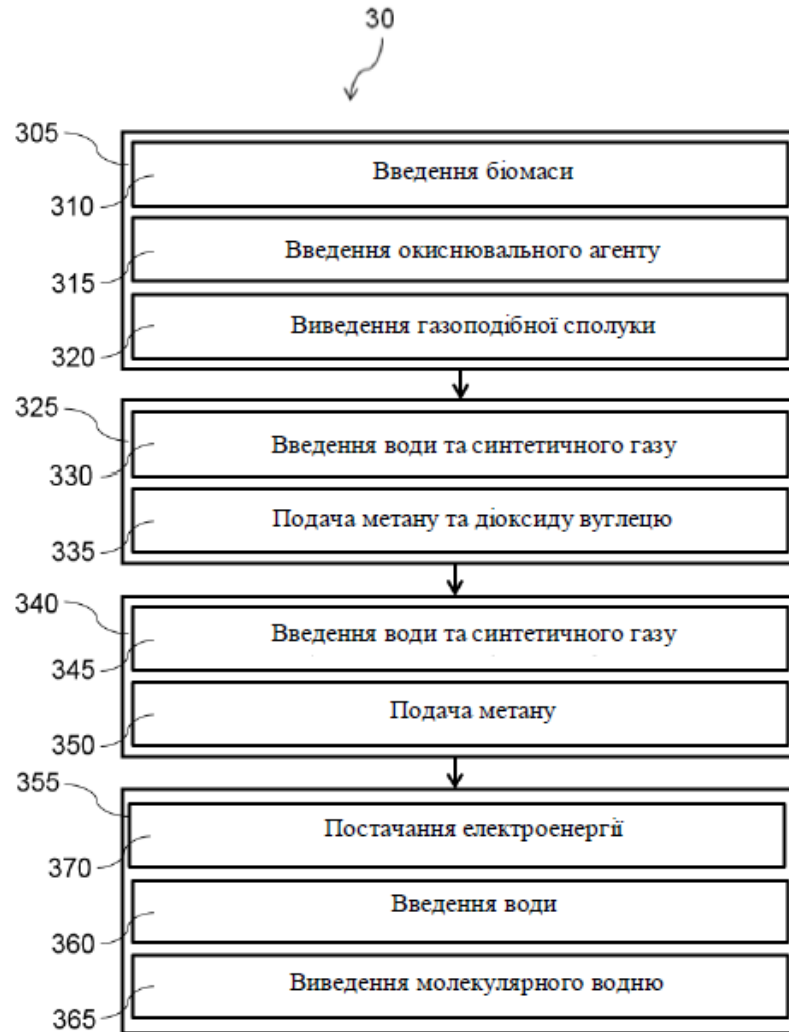 30
305
Введення біомаси
310
Введення окиснювального агенту
315
Виведення газоподібної сполуки
320
325
Введення води та синтетичного газу
330
Подача метану та діоксиду вуглецю
335
340
Введення води та синтетичного газу
345
Подача метану
350
355
Постачання електроенергії
370
Введення води
360
Виведення молекулярного водню
365